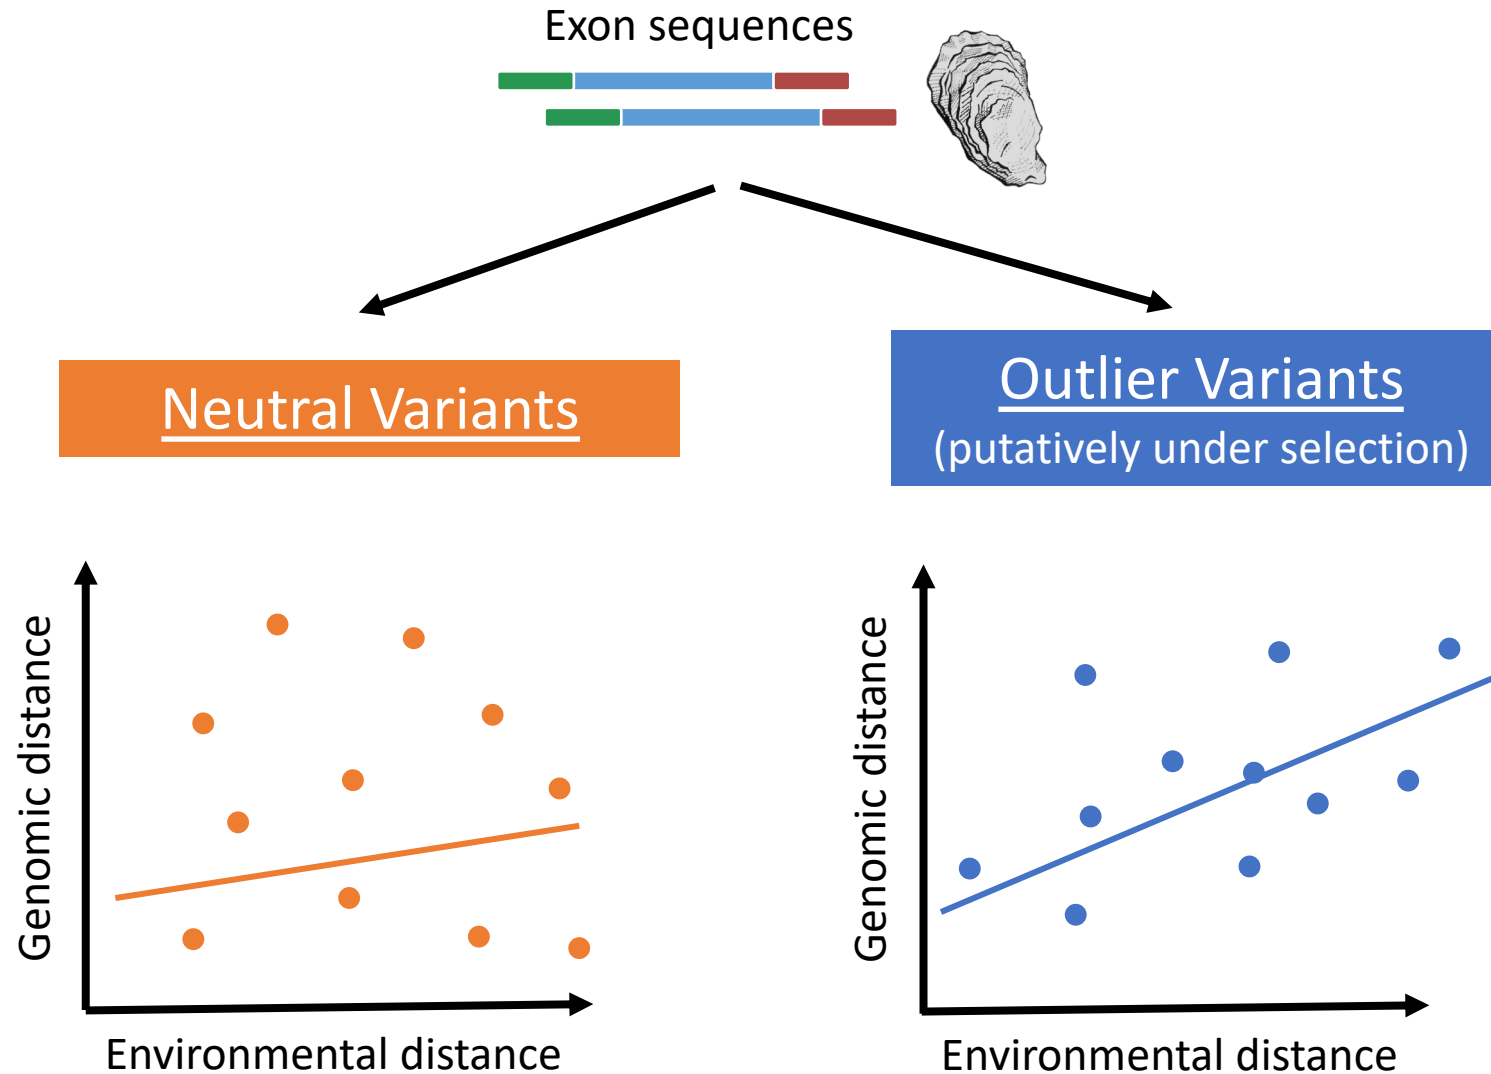 Exon sequences
Neutral Variants
Outlier Variants
(putatively under selection)
Genomic distance
Environmental distance
Genomic distance
Environmental distance